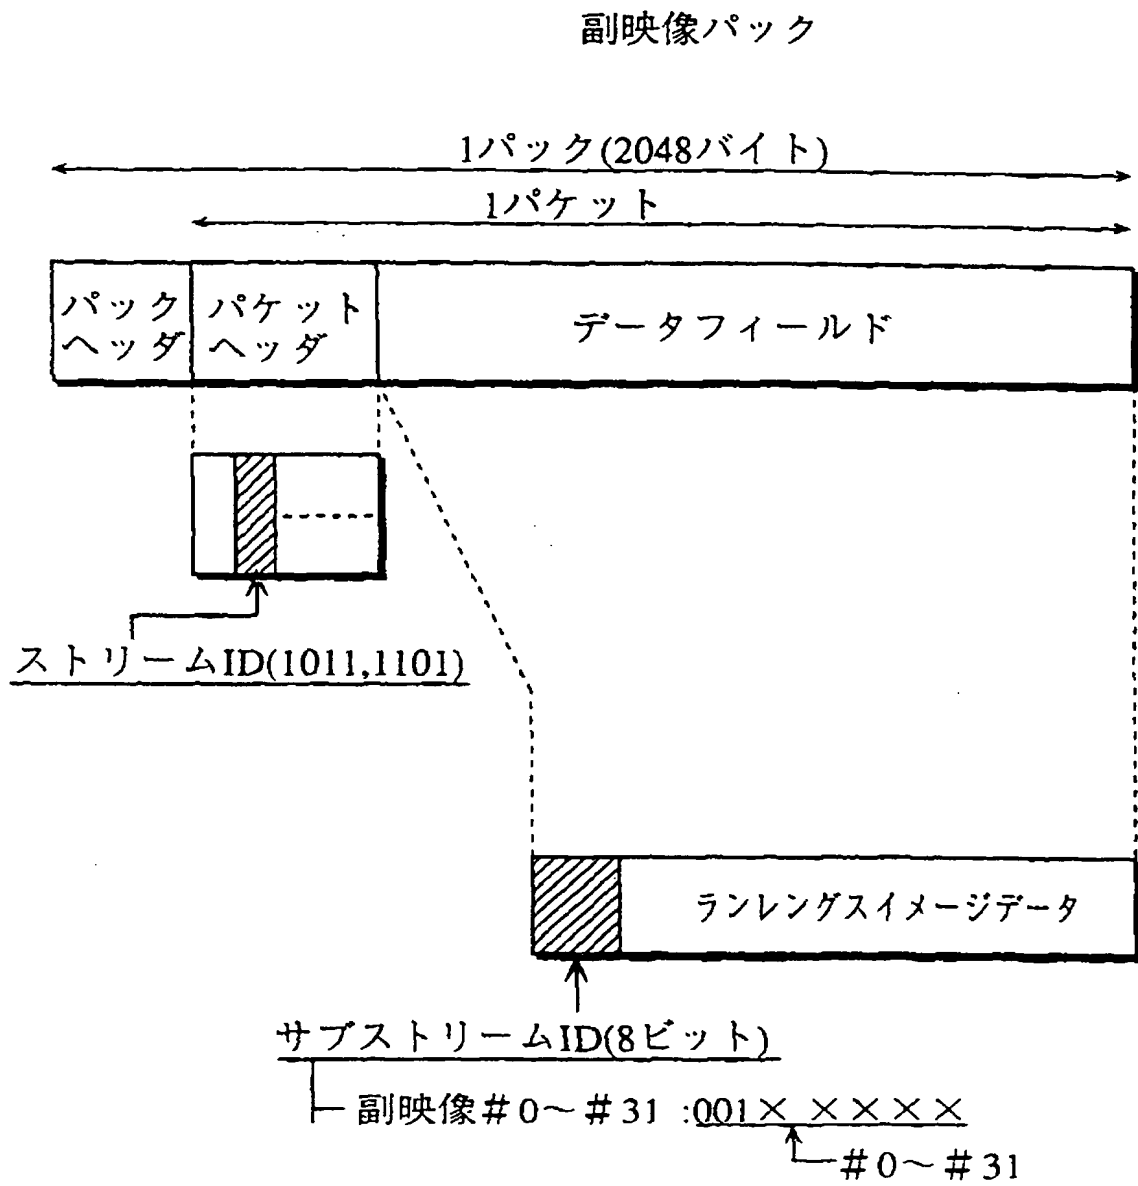 副映像パック
1パック(2048バイト)
1パケット
パック
ヘッダ
パケット
ヘッダ
データフィールド
ストリームID(1011,1101)
ランレングスイメージデータ
サブストリームID(8ビット)
副映像#0～#31 :001× ××××
#0～#31